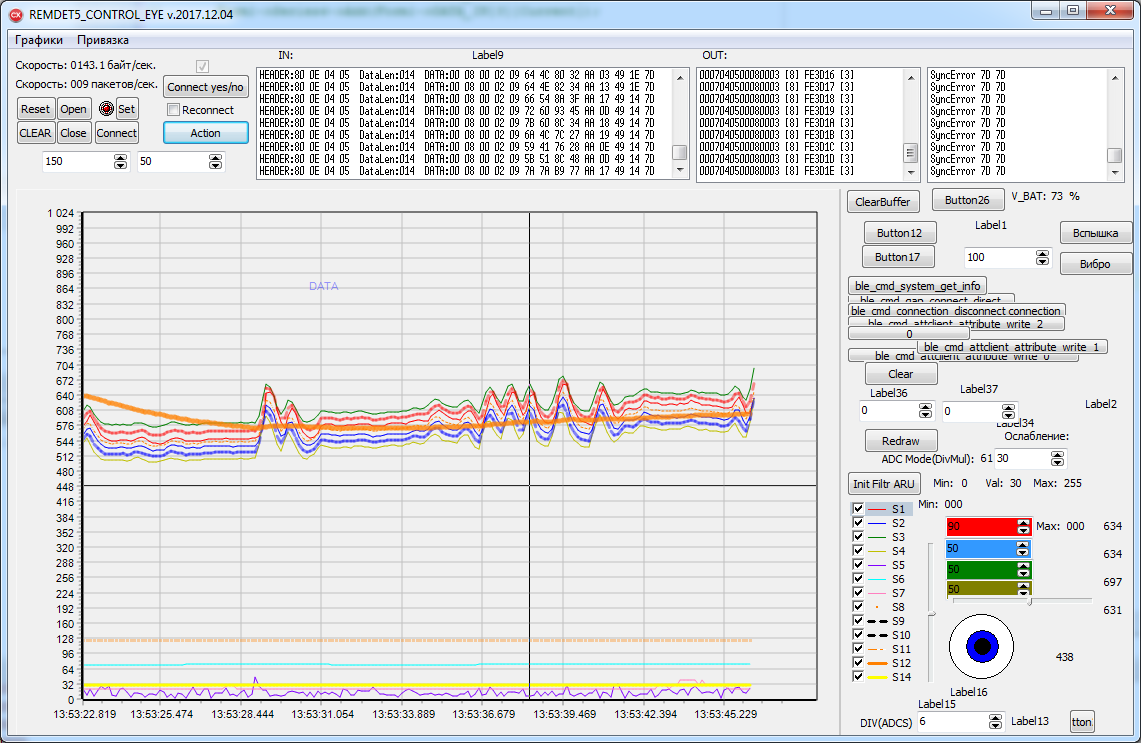 REMDET5_CONTROL_EYE v.2017.12.04
Графики Привязка
Скорость: 0143.1 байт/сек.
Скорость: 009 пакетов/сек.
Connect yes/no
Reset Open Set Reconnect
CLEAR Close Connect Action
150 50
IN: Label9 OUT:
HEADER:80 0E 04 05 DataLen:014 DATA:00 08 00 02 09 64 4C 80 32 AA 03 49 1E 7D
HEADER:80 0E 04 05 DataLen:014 DATA:00 08 00 02 09 64 4E 82 34 AA 13 49 1E 7D
HEADER:80 0E 04 05 DataLen:014 DATA:00 08 00 02 09 66 54 8A 3F AA 17 49 14 7D
HEADER:80 0E 04 05 DataLen:014 DATA:00 08 00 02 09 72 60 93 45 AA 0D 49 14 7D
HEADER:80 0E 04 05 DataLen:014 DATA:00 08 00 02 09 7B 60 8C 34 AA 18 49 14 7D
HEADER:80 0E 04 05 DataLen:014 DATA:00 08 00 02 09 6A 4C 7C 27 AA 19 49 14 7D
HEADER:80 0E 04 05 DataLen:014 DATA:00 08 00 02 09 59 41 76 28 AA 0E 49 14 7D
HEADER:80 0E 04 05 DataLen:014 DATA:00 08 00 02 09 5B 51 8C 48 AA 0D 49 14 7D
HEADER:80 0E 04 05 DataLen:014 DATA:00 08 00 02 09 7A 7A B9 77 AA 17 49 14 7D
0007040500080003 [8] FE3D16 [3]
0007040500080003 [8] FE3D17 [3]
0007040500080003 [8] FE3D18 [3]
0007040500080003 [8] FE3D19 [3]
0007040500080003 [8] FE3D1A [3]
0007040500080003 [8] FE3D1B [3]
0007040500080003 [8] FE3D1C [3]
0007040500080003 [8] FE3D1D [3]
0007040500080003 [8] FE3D1E [3]
SyncError 7D 7D
SyncError 7D 7D
SyncError 7D 7D
SyncError 7D 7D
SyncError 7D 7D
SyncError 7D 7D
SyncError 7D 7D
SyncError 7D 7D
SyncError 7D 7D
DATA
1 024
992
960
928
896
864
832
800
768
736
704
672
640
608
576
544
512
480
448
416
384
352
320
288
256
224
192
160
128
96
64
32
0
13:53:22.819 13:53:25.474 13:53:28.444 13:53:31.054 13:53:33.889 13:53:36.679 13:53:39.469 13:53:42.394 13:53:45.229
ClearBuffer Button26 V_BAT: 73 %
Button12 Label1 Вспышка
Button17 100 Вибро
ble_cmd_system_get_info
ble_cmd_gap_connect_direct
ble_cmd_connection_disconnect connection
ble_cmd_attclient_attribute_write_2
0
ble_cmd_attclient_attribute_write_1
ble_cmd_attclient_attribute_write_0
Clear
Label36 Label37
0 0 Label2
Label34
Redraw Ослабление:
ADC Mode(DivMul): 61 30
Init Filtr ARU Min: 0 Val: 30 Max: 255
Min: 000
90 Max: 000 634
50 634
50 697
50 631
S1
S2
S3
S4
S5
S6
S7
S8
S9
S10
S11
S12
S14
438
Label16
Label15
DIV(ADCS) 6 Label13 tton